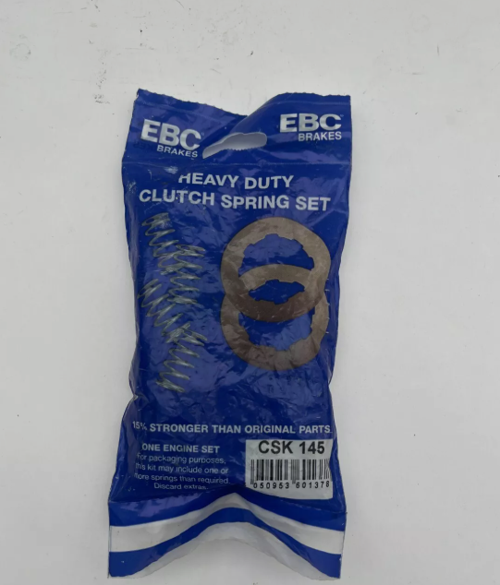 EBC
BRAKES
EBC
BRAKES
HEAVY DUTY
CLUTCH SPRING SET
15% STRONGER THAN ORIGINAL PARTS
ONE ENGINE SET
For packaging purposes,
this kit may include one or
more springs than required.
Discard extras.
CSK 145